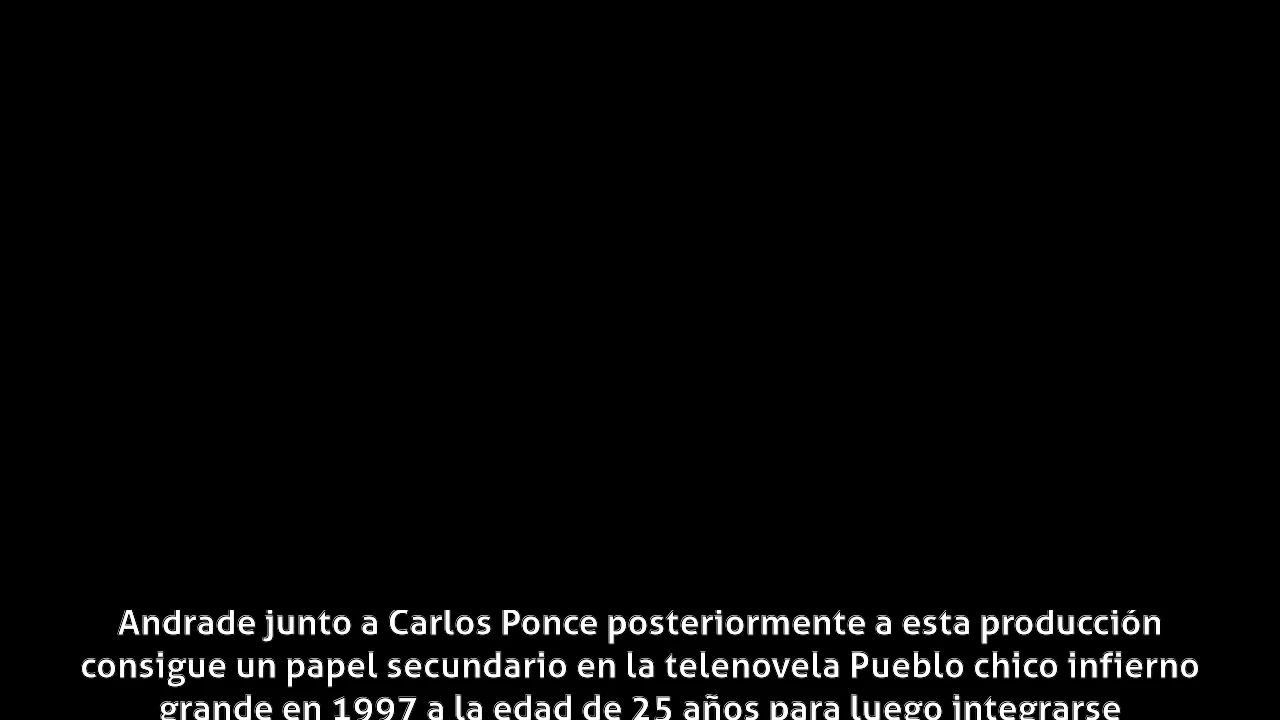 Andrade junto a Carlos Ponce posteriormente a esta producción
consigue un papel secundario en la telenovela Pueblo chico infierno
grande en 1997 a la edad de 25 años para luego integrarse